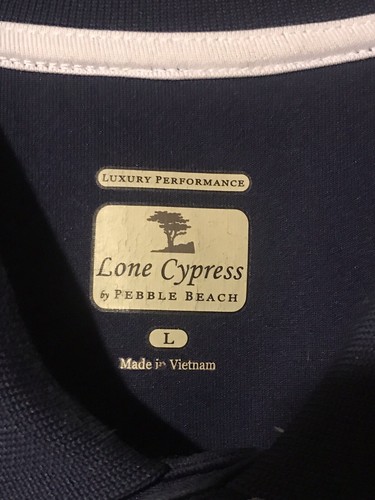 LUXURY PERFORMANCE
Lone Cypress
by PEBBLE BEACH
L
Made in Vietnam